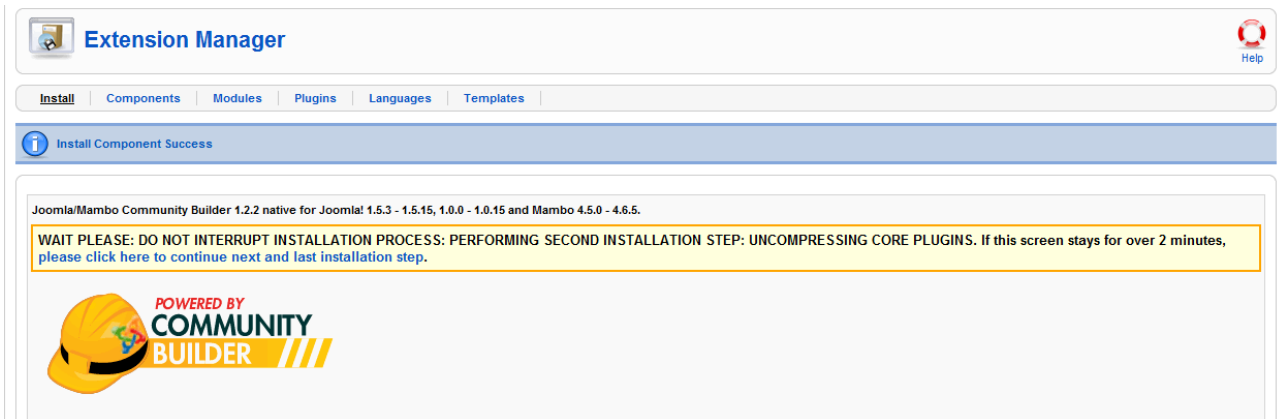 Extension Manager
Help
Install Components Modules Plugins Languages Templates
Install Component Success
Joomla/Mambo Community Builder 1.2.2 native for Joomla! 1.5.3 - 1.5.15, 1.0.0 - 1.0.15 and Mambo 4.5.0 - 4.6.5.
WAIT PLEASE: DO NOT INTERRUPT INSTALLATION PROCESS: PERFORMING SECOND INSTALLATION STEP: UNCOMPRESSING CORE PLUGINS. If this screen stays for over 2 minutes,
please click here to continue next and last installation step.
POWERED BY
COMMUNITY
BUILDER